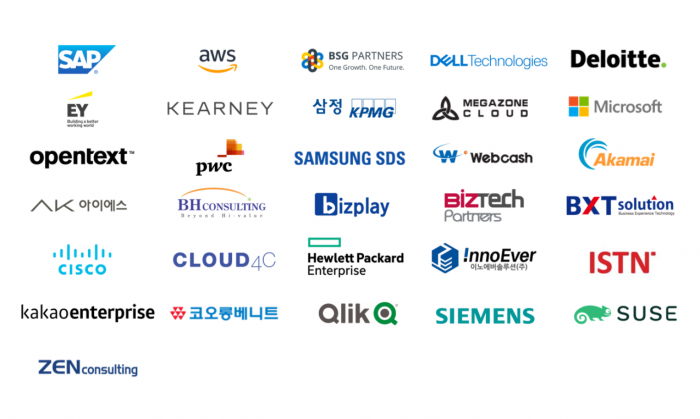 SAP
aws
BSG PARTNERS
One Growth. One Future.
DELLTechnologies
Deloitte.
EY
Building a better
working world
KEARNEY
삼정 KPMG
MEGAZONE
CLOUD
Microsoft
opentext™
pwc
SAMSUNG SDS
Webcash
Akamai
AK 아이에스
BH CONSULTING
Beyond Hi-value
bizplay
BIZTECH
Partners
BXT solution
Business Experience Technology
CISCO
CLOUD4C
Hewlett Packard
Enterprise
InnoEver
이노에버솔루션(주)
ISTN
kakaoenterprise
코오롱베니트
Qlik
SIEMENS
SUSE
ZEN consulting